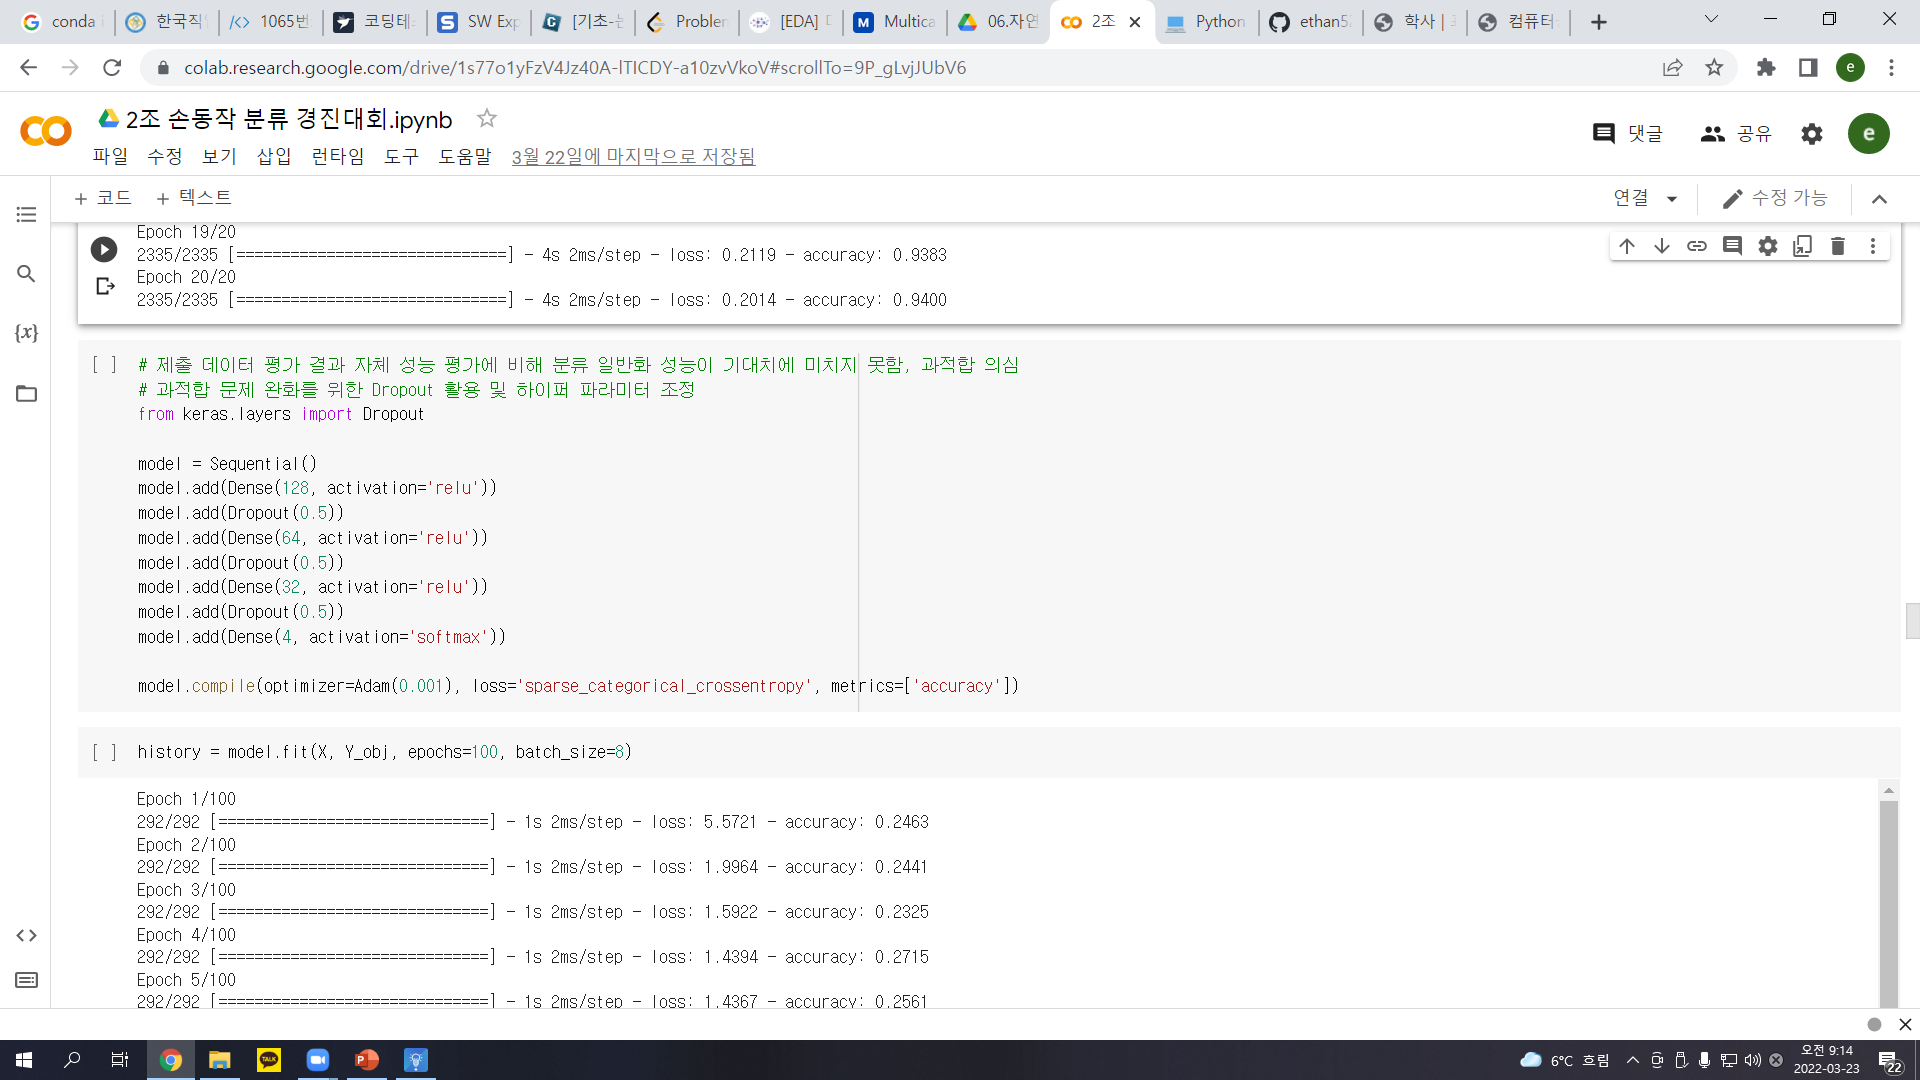 conda i
한국직업
1065번
코딩테스
SW Exp
[기초-논
Problem
[EDA]
Multica
06.자연
2조
Python
ethan52
학사 |
컴퓨터
colab.research.google.com/drive/1s77o1yFzV4Jz40A-lTICDY-a10zvVkoV#scrollTo=9P_gLvjJUbV6
e
2조 손동작 분류 경진대회.ipynb
댓글
공유
e
파일 수정 보기 삽입 런타임 도구 도움말 3월 22일에 마지막으로 저장됨
+ 코드 + 텍스트
연결
수정 가능
Epoch 19/20
2335/2335 [==============================] - 4s 2ms/step - loss: 0.2119 - accuracy: 0.9383
Epoch 20/20
2335/2335 [==============================] - 4s 2ms/step - loss: 0.2014 - accuracy: 0.9400
{x}
[ ] # 제출 데이터 평가 결과 자체 성능 평가에 비해 분류 일반화 성능이 기대치에 미치지 못함, 과적합 의심
# 과적합 문제 완화를 위한 Dropout 활용 및 하이퍼 파라미터 조정
from keras.layers import Dropout
model = Sequential()
model.add(Dense(128, activation='relu'))
model.add(Dropout(0.5))
model.add(Dense(64, activation='relu'))
model.add(Dropout(0.5))
model.add(Dense(32, activation='relu'))
model.add(Dropout(0.5))
model.add(Dense(4, activation='softmax'))
model.compile(optimizer=Adam(0.001), loss='sparse_categorical_crossentropy', metrics=['accuracy'])
[ ] history = model.fit(X, Y_obj, epochs=100, batch_size=8)
Epoch 1/100
292/292 [==============================] - 1s 2ms/step - loss: 5.5721 - accuracy: 0.2463
Epoch 2/100
292/292 [==============================] - 1s 2ms/step - loss: 1.9964 - accuracy: 0.2441
Epoch 3/100
292/292 [==============================] - 1s 2ms/step - loss: 1.5922 - accuracy: 0.2325
Epoch 4/100
292/292 [==============================] - 1s 2ms/step - loss: 1.4394 - accuracy: 0.2715
Epoch 5/100
292/292 [==============================] - 1s 2ms/step - loss: 1.4367 - accuracy: 0.2561
TALK
6°C 흐림
오전 9:14
2022-03-23
22